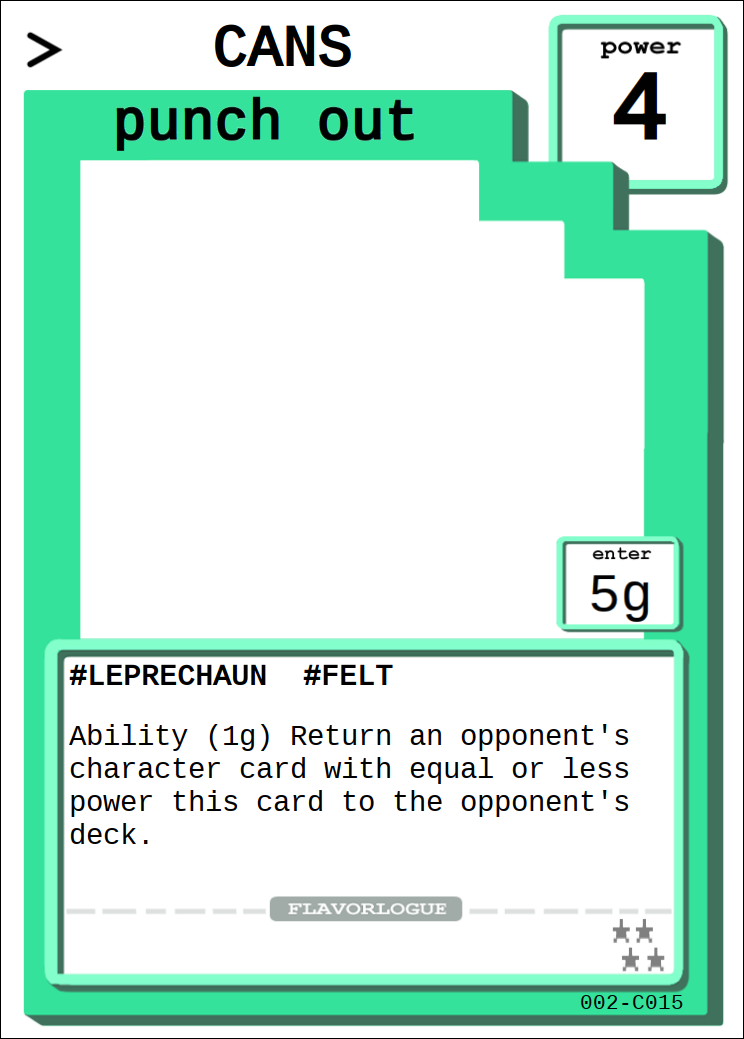 >
CANS
power
4
punch out
enter
5g
#LEPRECHAUN #FELT
Ability (1g) Return an opponent's
character card with equal or less
power this card to the opponent's
deck.
FLAVORLOGUE
002-C015